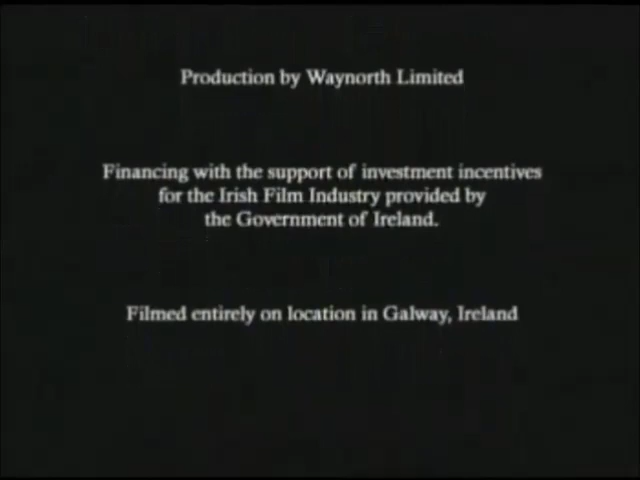 Production by Waynorth Limited
Financing with the support of investment incentives
for the Irish Film Industry provided by
the Government of Ireland.
Filmed entirely on location in Galway, Ireland